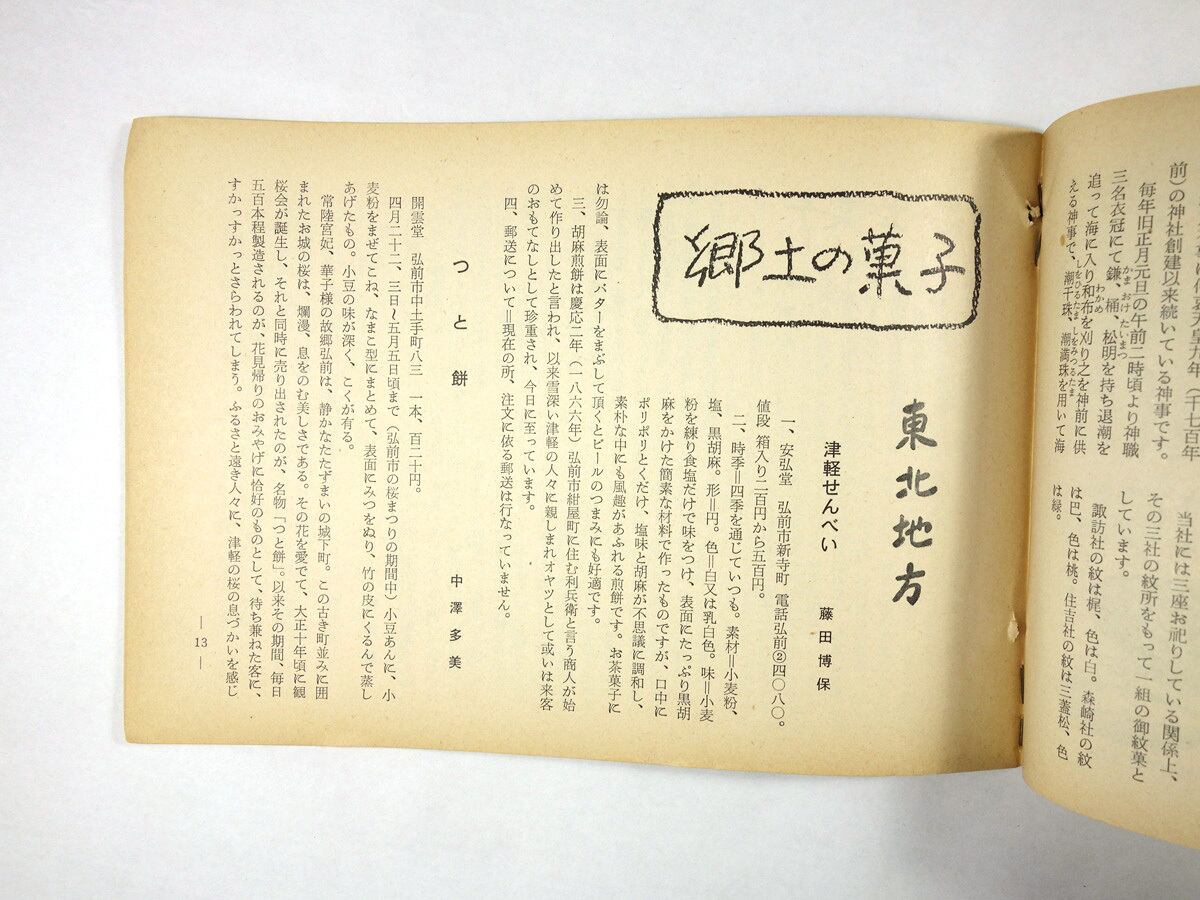 前）の神社創建以来続いている神事です。
毎年旧正月元旦の午前二時頃より神職
三名衣冠にて鎌、桶、松明を持ち退潮を
追って海に入り和布を刈り之を神前に供
える神事で、潮干珠、潮満珠を用いて海
当社には三座お祀りしている関係上、
その三社の紋所をもって一組の御紋菓と
しています。
諏訪社の紋は梶、色は白。森崎社の紋
は巴、色は桃。住吉社の紋は三蓋松、色
は緑。
郷土の菓子
東北地方
津軽せんべい
藤田博保
一、安弘堂 弘前市新寺町 電話弘前②四〇八〇。
値段 箱入り二百円から五百円。
二、時季＝四季を通じていつも。素材＝小麦粉、
塩、黒胡麻。形＝円。色＝白又は乳白色。味＝小麦
粉を練り食塩だけで味をつけ、表面にたっぷり黒胡
麻をかけた簡素な材料で作ったものですが、口中に
ポリポリとくだけ、塩味と胡麻が不思議に調和し、
素朴な中にも風趣があふれる煎餅です。お茶菓子に
は勿論、表面にバターをまぶして頂くとビールのつまみにも好適です。
三、胡麻煎餅は慶応二年（一八六六年）弘前市紺屋町に住む利兵衛と言う商人が始
めて作り出したと言われ、以来雪深い津軽の人々に親しまれオヤツとして或いは来客
のおもてなしとして珍重され、今日に至っています。
四、郵送について＝現在の所、注文に依る郵送は行なっていません。
つと餅
中澤多美
開雲堂 弘前市中土手町八三 一本、百二十円。
四月二十二、三日～五月五日頃まで（弘前市の桜まつりの期間中）小豆あんに、小
麦粉をまぜてこね、なまこ型にまとめて、表面にみつをぬり、竹の皮にくるんで蒸し
あげたもの。小豆の味が深く、こくが有る。
常陸宮妃、華子様の故郷弘前は、静かなたたずまいの城下町。この古き町並みに囲
まれたお城の桜は、爛漫、息をのむ美しさである。その花を愛でて、大正十年頃に観
桜会が誕生し、それと同時に売り出されたのが、名物「つと餅」。以来その期間、毎日
五百本程製造されるのが、花見帰りのおみやげに恰好のものとして、待ち兼ねた客に、
すかっすかっとさらわれてしまう。ふるさと遠き人々に、津軽の桜の息づかいを感じ
— 13 —